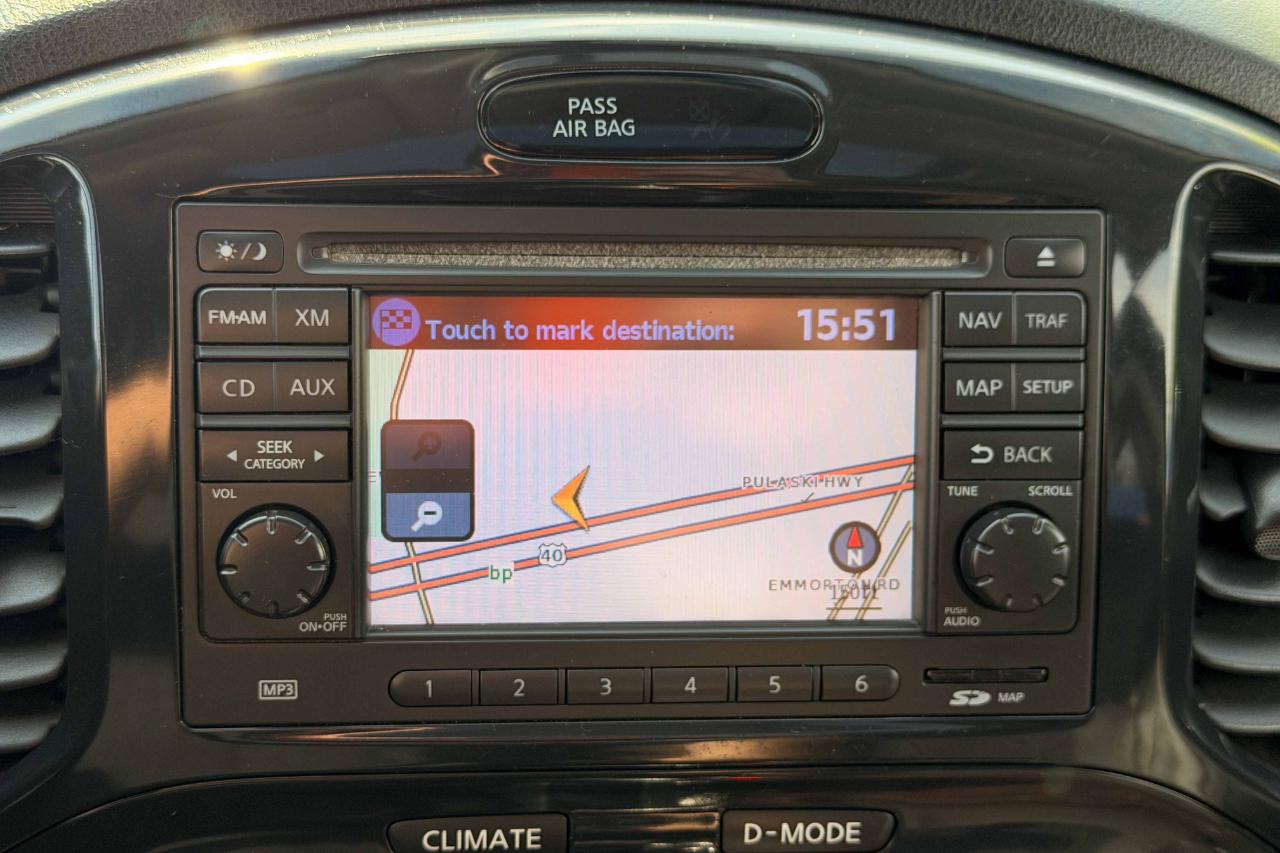 PASS
AIR BAG
FM·AM
XM
CD
AUX
SEEK
CATEGORY
VOL
PUSH
ON•OFF
Touch to mark destination:
15:51
PULASKI HWY
40
bp
N
EMMORTON RD
NAV
TRAF
MAP
SETUP
BACK
TUNE
SCROLL
PUSH
AUDIO
MP3
1
2
3
4
5
6
SD
MAP
CLIMATE
D-MODE